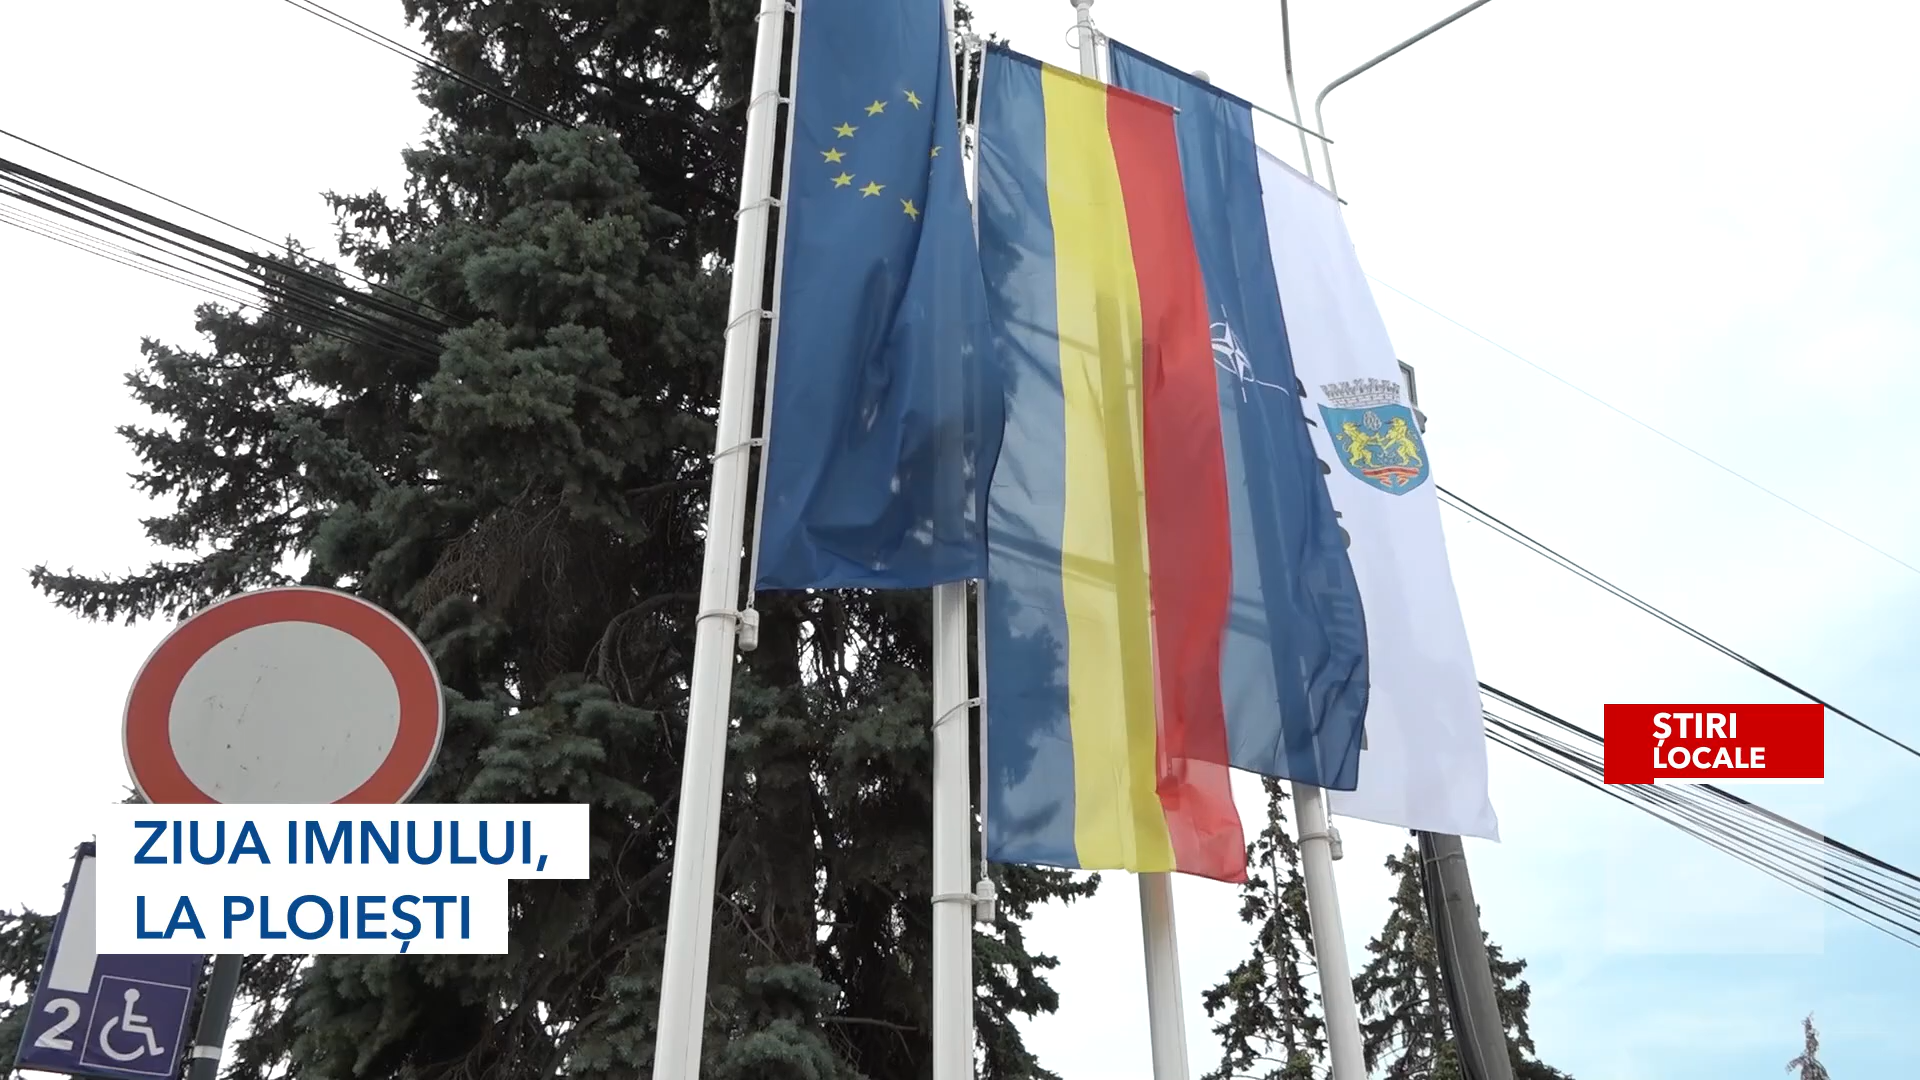 ȘTIRI
LOCALE
ZIUA IMNULUI,
LA PLOIEȘTI
2